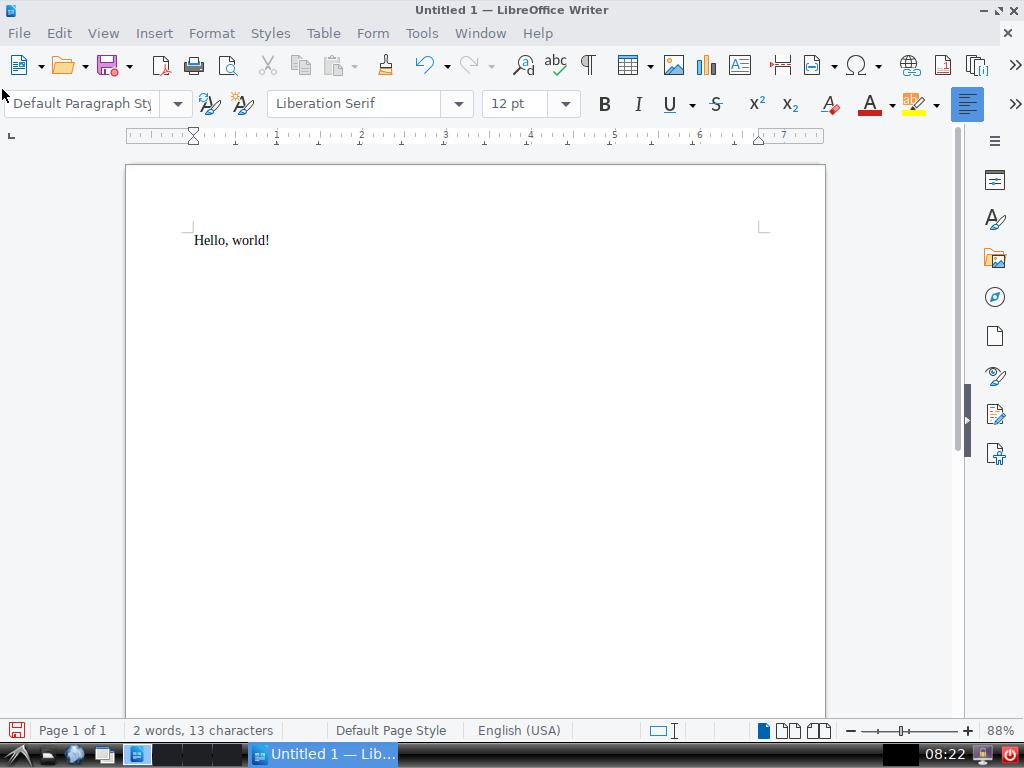 Untitled 1 — LibreOffice Writer
File Edit View Insert Format Styles Table Form Tools Window Help
Default Paragraph Sty Liberation Serif 12 pt B I U S X² X₂ A A
1 2 3 4 5 6 7
Hello, world!
Page 1 of 1 2 words, 13 characters Default Page Style English (USA) 88%
Untitled 1 — Lib... 08:22